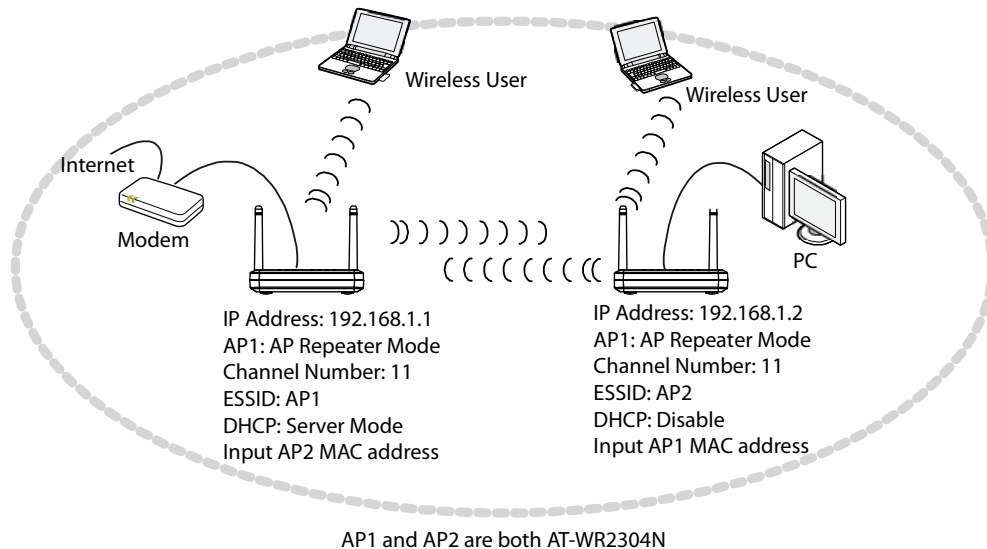 Wireless User
Wireless User
Internet
Modem
PC
IP Address: 192.168.1.1
AP1: AP Repeater Mode
Channel Number: 11
ESSID: AP1
DHCP: Server Mode
Input AP2 MAC address
IP Address: 192.168.1.2
AP1: AP Repeater Mode
Channel Number: 11
ESSID: AP2
DHCP: Disable
Input AP1 MAC address
AP1 and AP2 are both AT-WR2304N